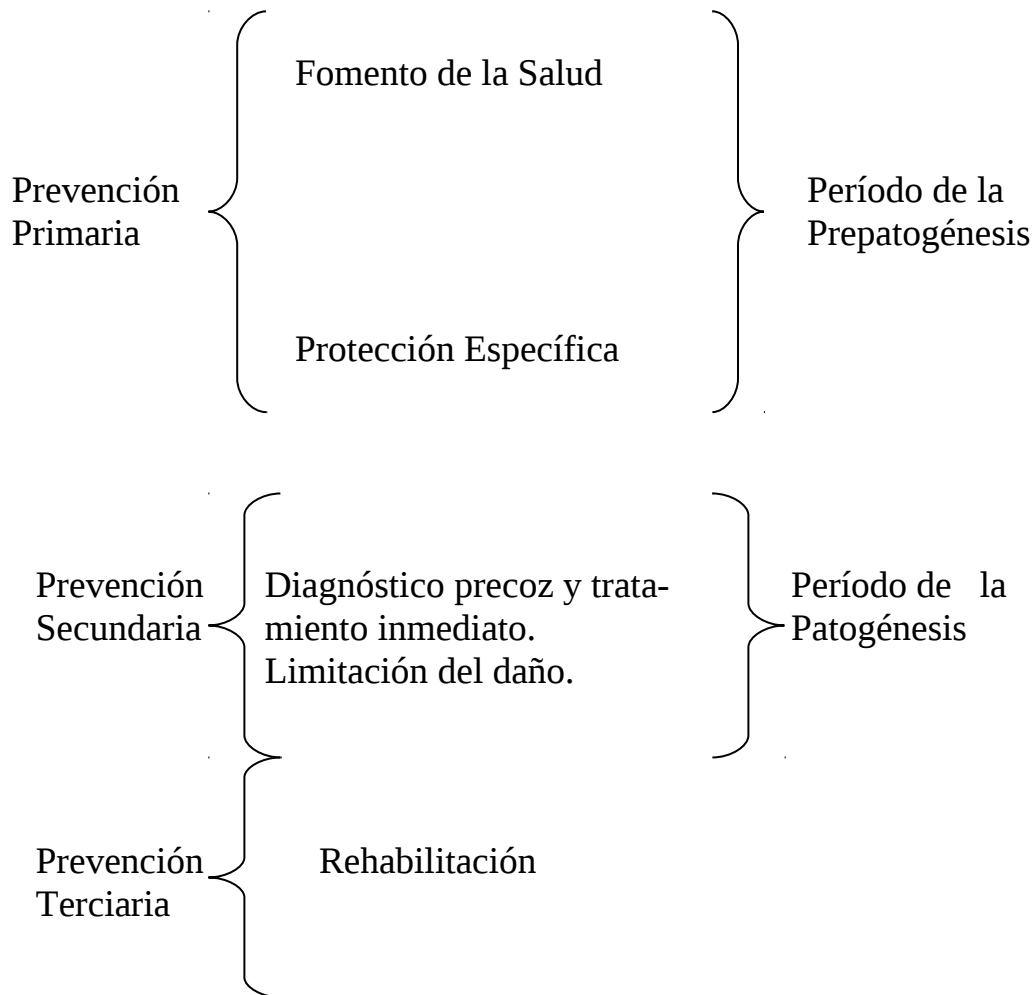 Fomento de la Salud
Prevención
Primaria
Período de la
Prepatogénesis
Protección Específica
Prevención
Secundaria
Diagnóstico precoz y trata-
miento inmediato.
Limitación del daño.
Período de la
Patogénesis
Prevención
Terciaria
Rehabilitación